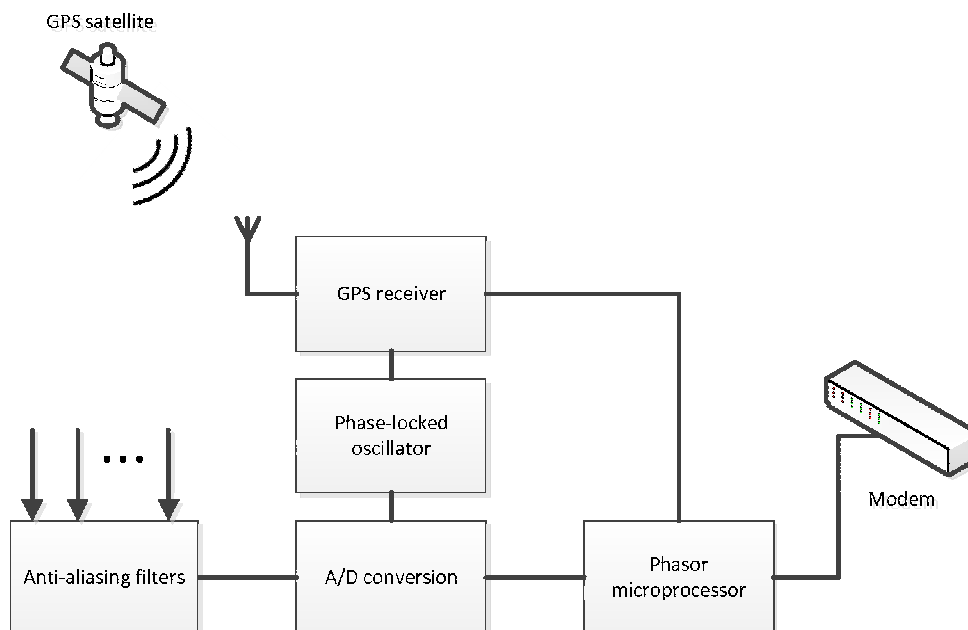 GPS satellite
GPS receiver
Phase-locked
oscillator
Modem
Anti-aliasing filters
A/D conversion
Phasor
microprocessor